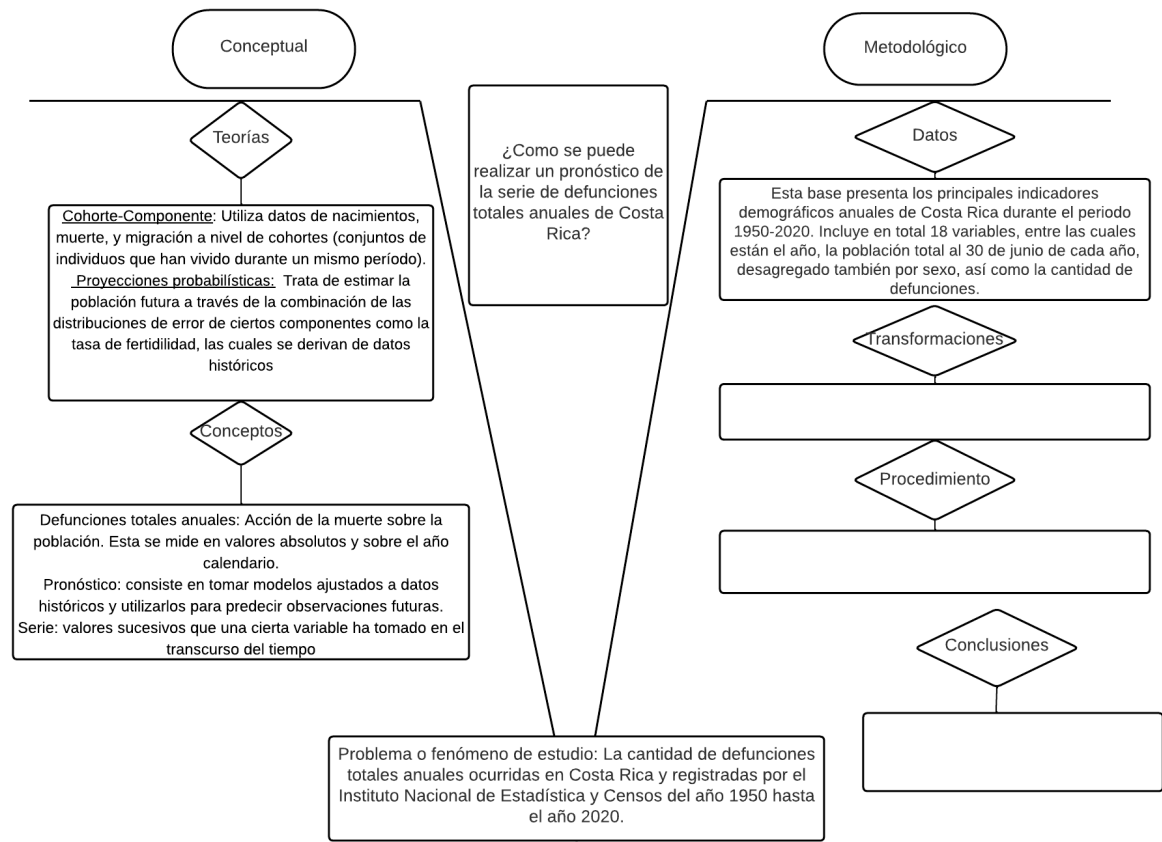 Conceptual
Teorías
Cohorte-Componente: Utiliza datos de nacimientos,
muerte, y migración a nivel de cohortes (conjuntos de
individuos que han vivido durante un mismo período).
Proyecciones probabilísticas: Trata de estimar la
población futura a través de la combinación de las
distribuciones de error de ciertos componentes como la
tasa de fertidilidad, las cuales se derivan de datos
históricos
Conceptos
Defunciones totales anuales: Acción de la muerte sobre la
población. Esta se mide en valores absolutos y sobre el año
calendario.
Pronóstico: consiste en tomar modelos ajustados a datos
históricos y utilizarlos para predecir observaciones futuras.
Serie: valores sucesivos que una cierta variable ha tomado en el
transcurso del tiempo
¿Como se puede
realizar un pronóstico de
la serie de defunciones
totales anuales de Costa
Rica?
Metodológico
Datos
Esta base presenta los principales indicadores
demográficos anuales de Costa Rica durante el periodo
1950-2020. Incluye en total 18 variables, entre las cuales
están el año, la población total al 30 de junio de cada año,
desagregado también por sexo, así como la cantidad de
defunciones.
Transformaciones
Procedimiento
Conclusiones
Problema o fenómeno de estudio: La cantidad de defunciones
totales anuales ocurridas en Costa Rica y registradas por el
Instituto Nacional de Estadística y Censos del año 1950 hasta
el año 2020.